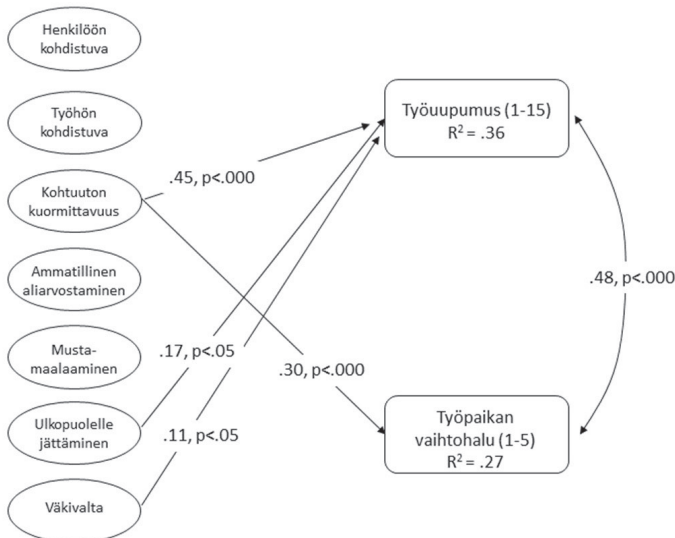 Henkilöön
kohdistuva
Työhön
kohdistuva
Kohtuuton
kuormittavuus
Ammatillinen
aliarvostaminen
Musta-
maalaaminen
Ulkopuolelle
jättäminen
Väkivalta
.45, p<.000
.17, p<.05
.11, p<.05
.30, p<.000
Työuupumus (1-15)
R² = .36
.48, p<.000
Työpaikan
vaihtohalu (1-5)
R² = .27